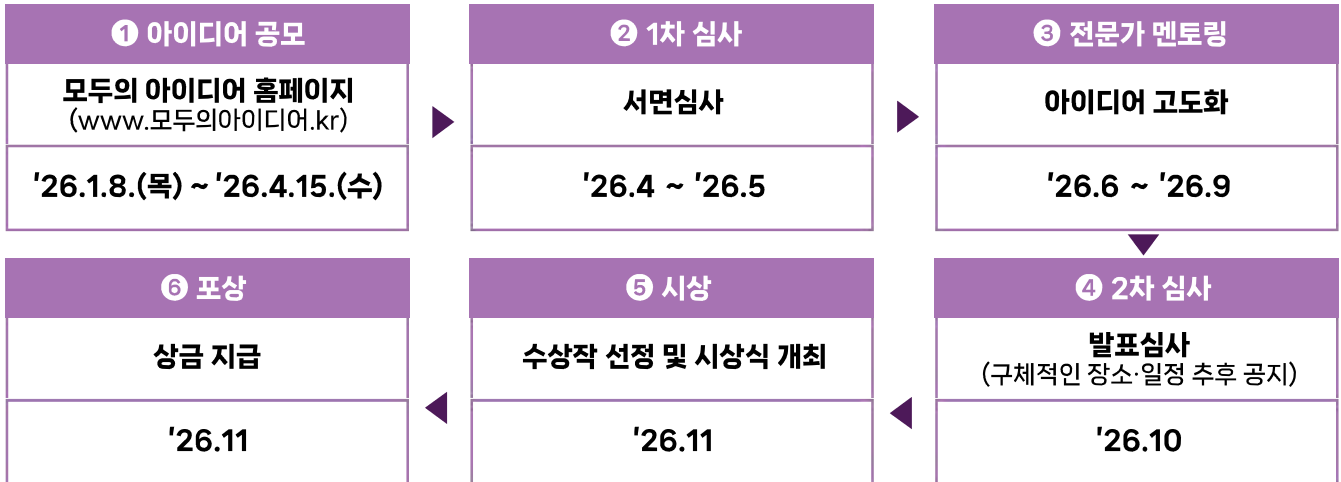 ❶ 아이디어 공모
모두의 아이디어 홈페이지
(www.모두의아이디어.kr)
'26.1.8.(목) ~ '26.4.15.(수)
❷ 1차 심사
서면심사
'26.4 ~ '26.5
❸ 전문가 멘토링
아이디어 고도화
'26.6 ~ '26.9
❹ 2차 심사
발표심사
(구체적인 장소·일정 추후 공지)
'26.10
❺ 시상
수상작 선정 및 시상식 개최
'26.11
❻ 포상
상금 지급
'26.11